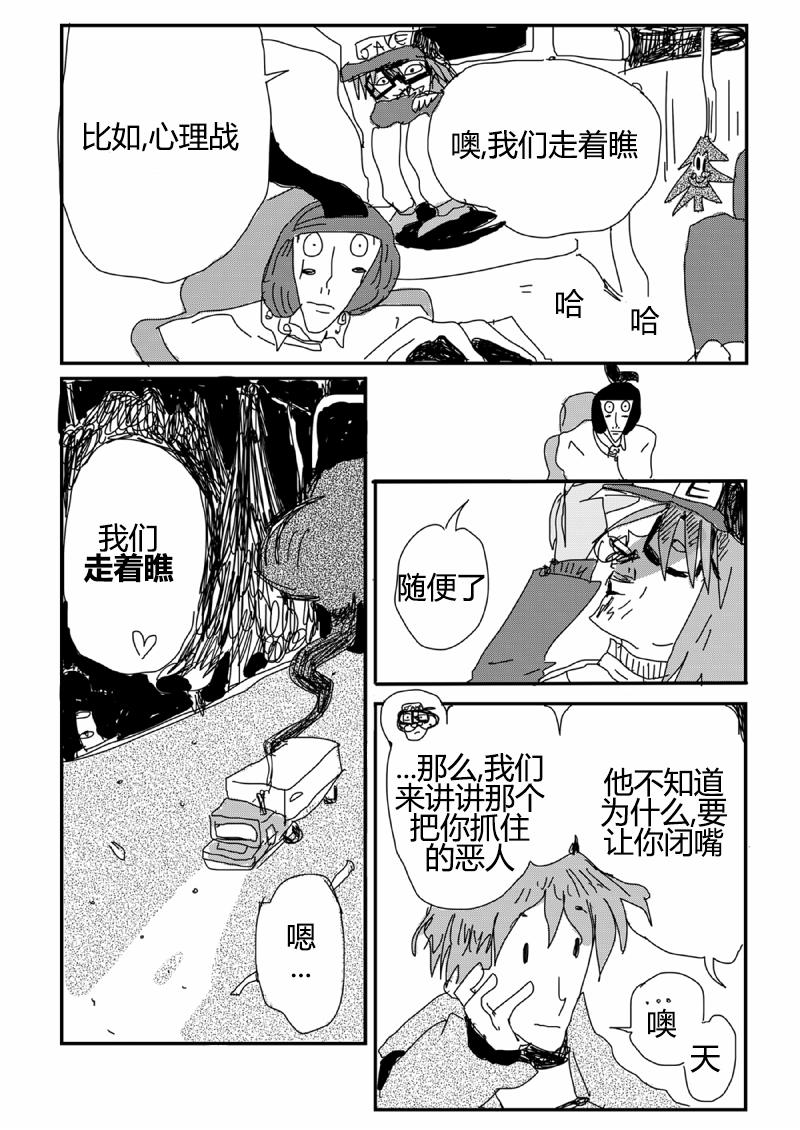 比如,心理战
JAKE
噢,我们走着瞧
哈
哈
我们
走着瞧
E
随便了
…那么,我们
来讲讲那个
把你抓住
的恶人
他不知道
为什么,要
让你闭嘴
嗯
…
…
噢
天